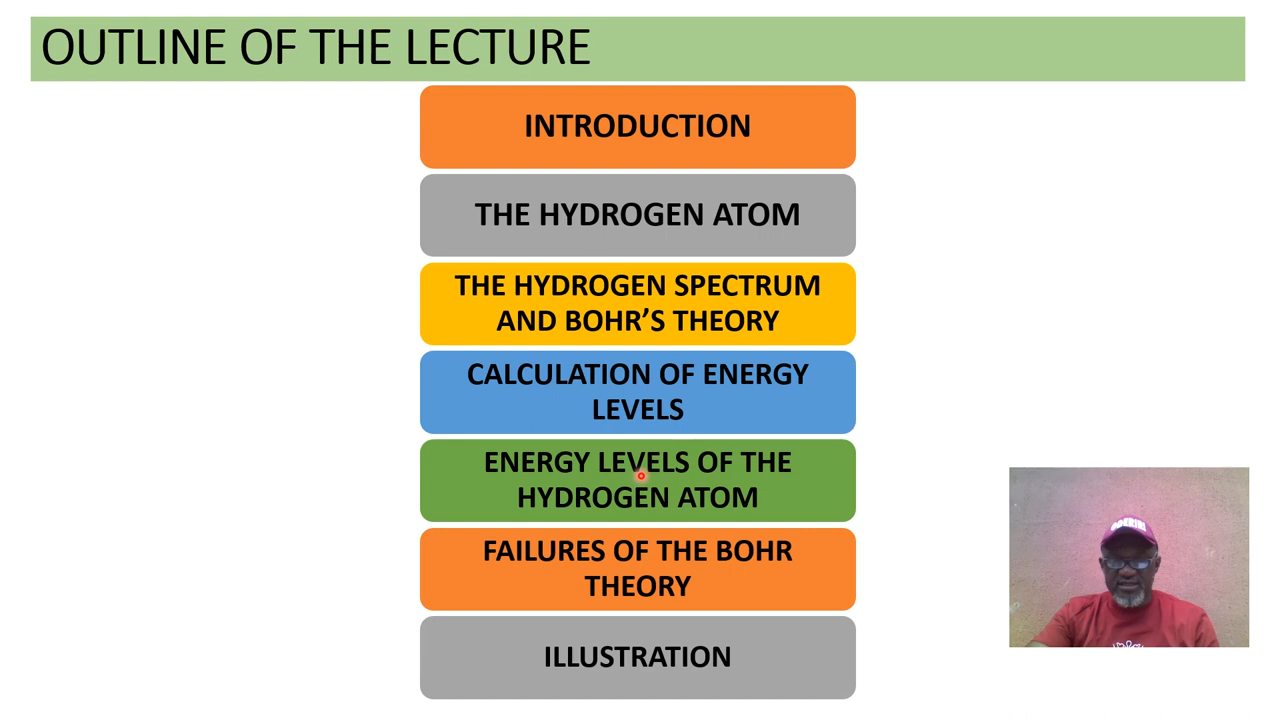 OUTLINE OF THE LECTURE
INTRODUCTION
THE HYDROGEN ATOM
THE HYDROGEN SPECTRUM
AND BOHR’S THEORY
CALCULATION OF ENERGY
LEVELS
ENERGY LEVELS OF THE
HYDROGEN ATOM
FAILURES OF THE BOHR
THEORY
ILLUSTRATION